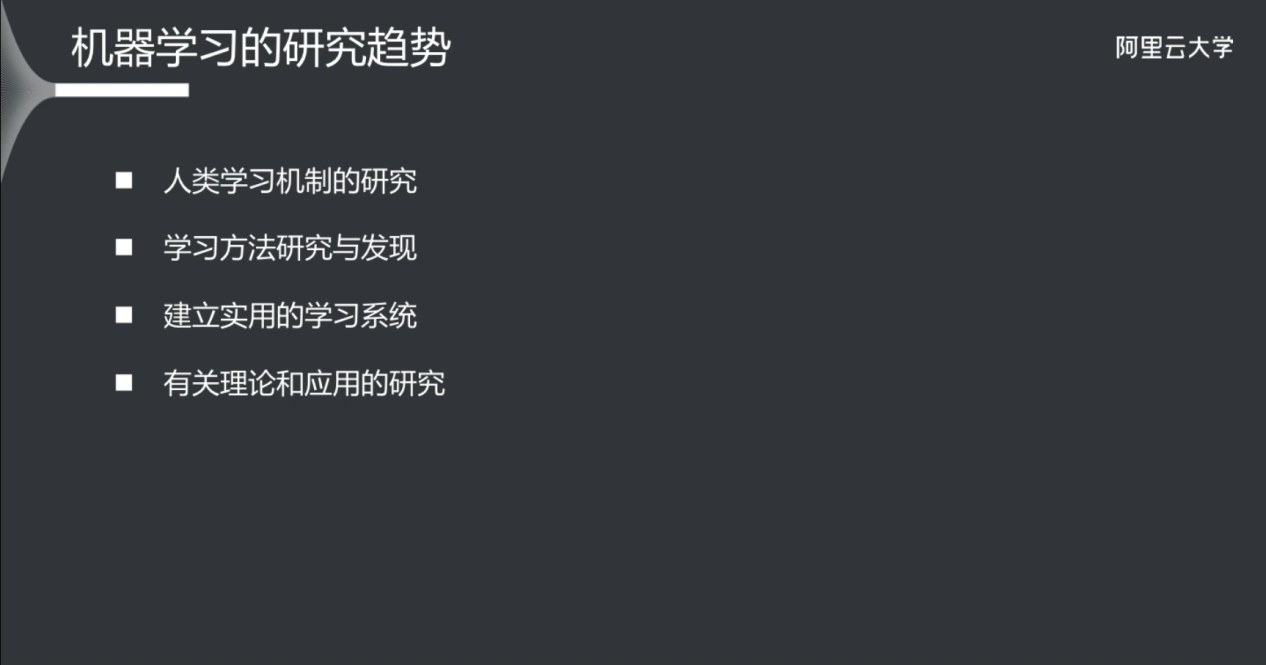 机器学习的研究趋势
阿里云大学
人类学习机制的研究
学习方法研究与发现
建立实用的学习系统
有关理论和应用的研究